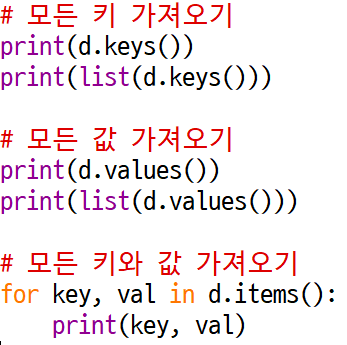 # 모든 키 가져오기
print(d.keys())
print(list(d.keys()))

# 모든 값 가져오기
print(d.values())
print(list(d.values()))

# 모든 키와 값 가져오기
for key, val in d.items():
    print(key, val)